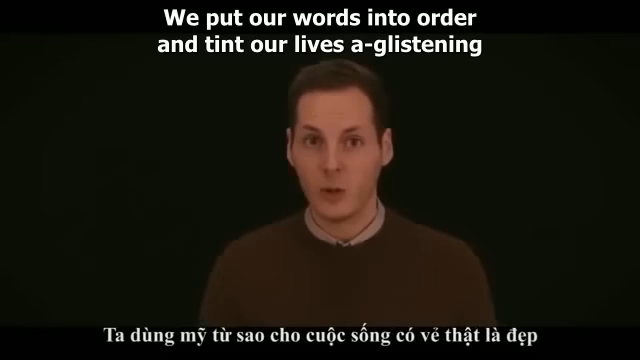 We put our words into order
and tint our lives a-glistening
Ta dùng mỹ từ sao cho cuộc sống có vẻ thật là đẹp